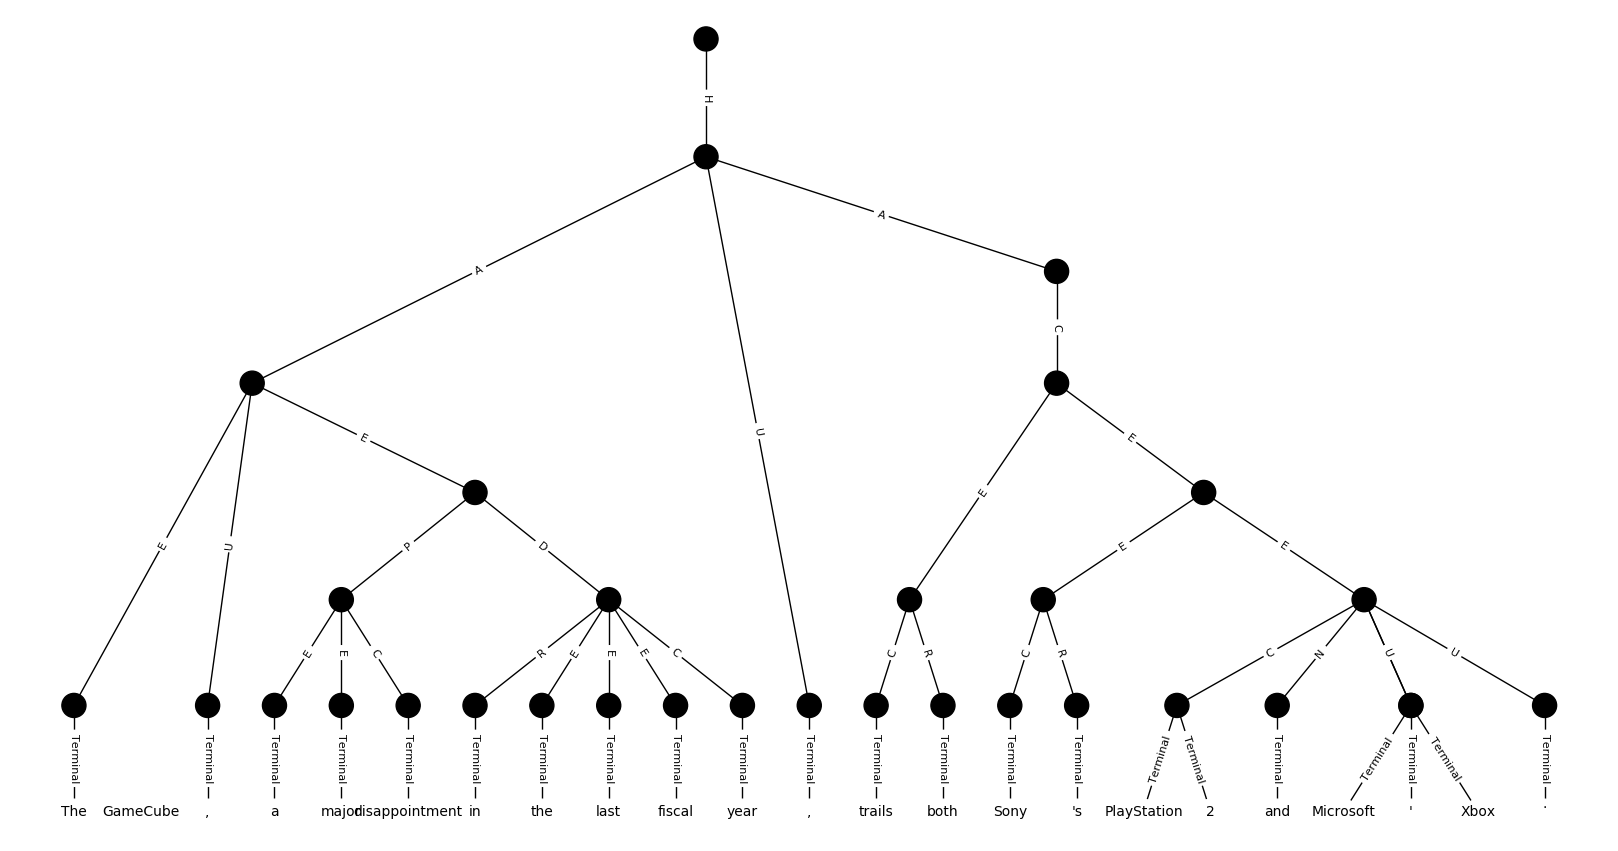 H
A
A
C
U
E
E
E
U
E
P
D
E
E
E
E
C
R
E
E
E
C
C
R
C
R
C
N
U
U
Terminal Terminal Terminal Terminal Terminal Terminal Terminal Terminal Terminal Terminal Terminal Terminal Terminal Terminal Terminal Terminal Terminal Terminal Terminal Terminal Terminal Terminal
The GameCube , a major disappointment in the last fiscal year , trails both Sony 's PlayStation 2 and Microsoft ' Xbox .